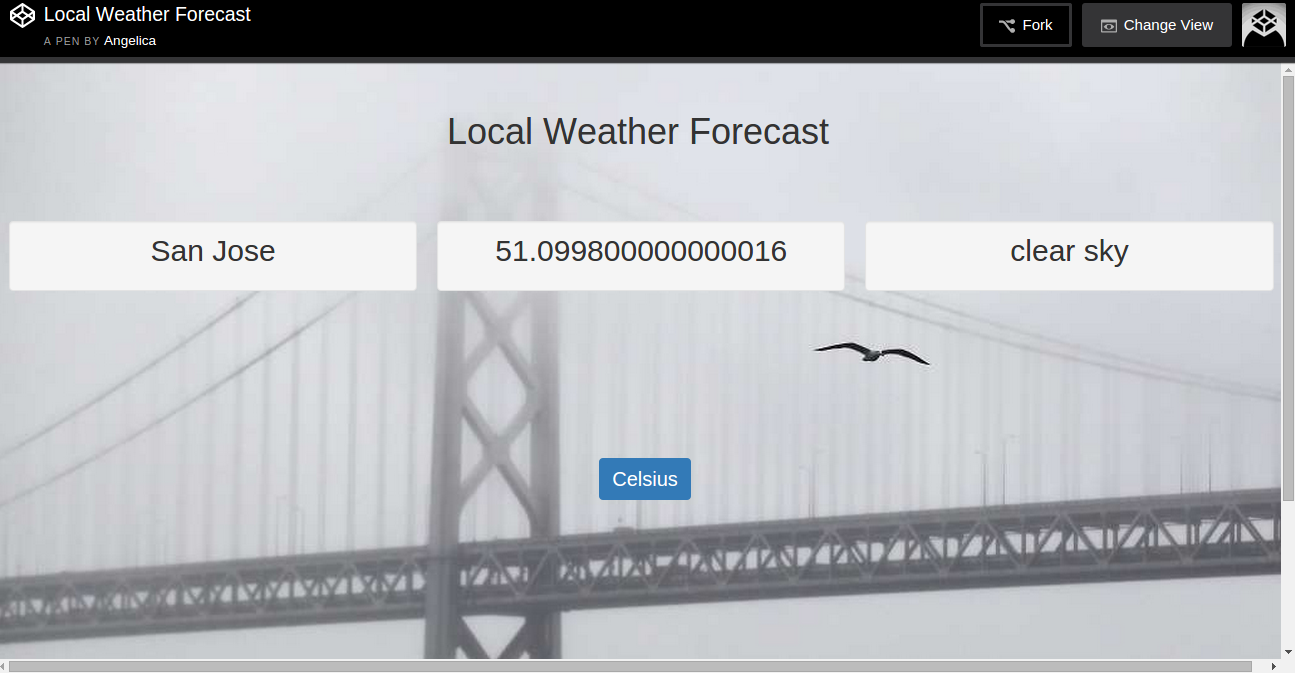 Local Weather Forecast
A PEN BY Angelica
Fork
Change View
Local Weather Forecast
San Jose
51.099800000000016
clear sky
Celsius